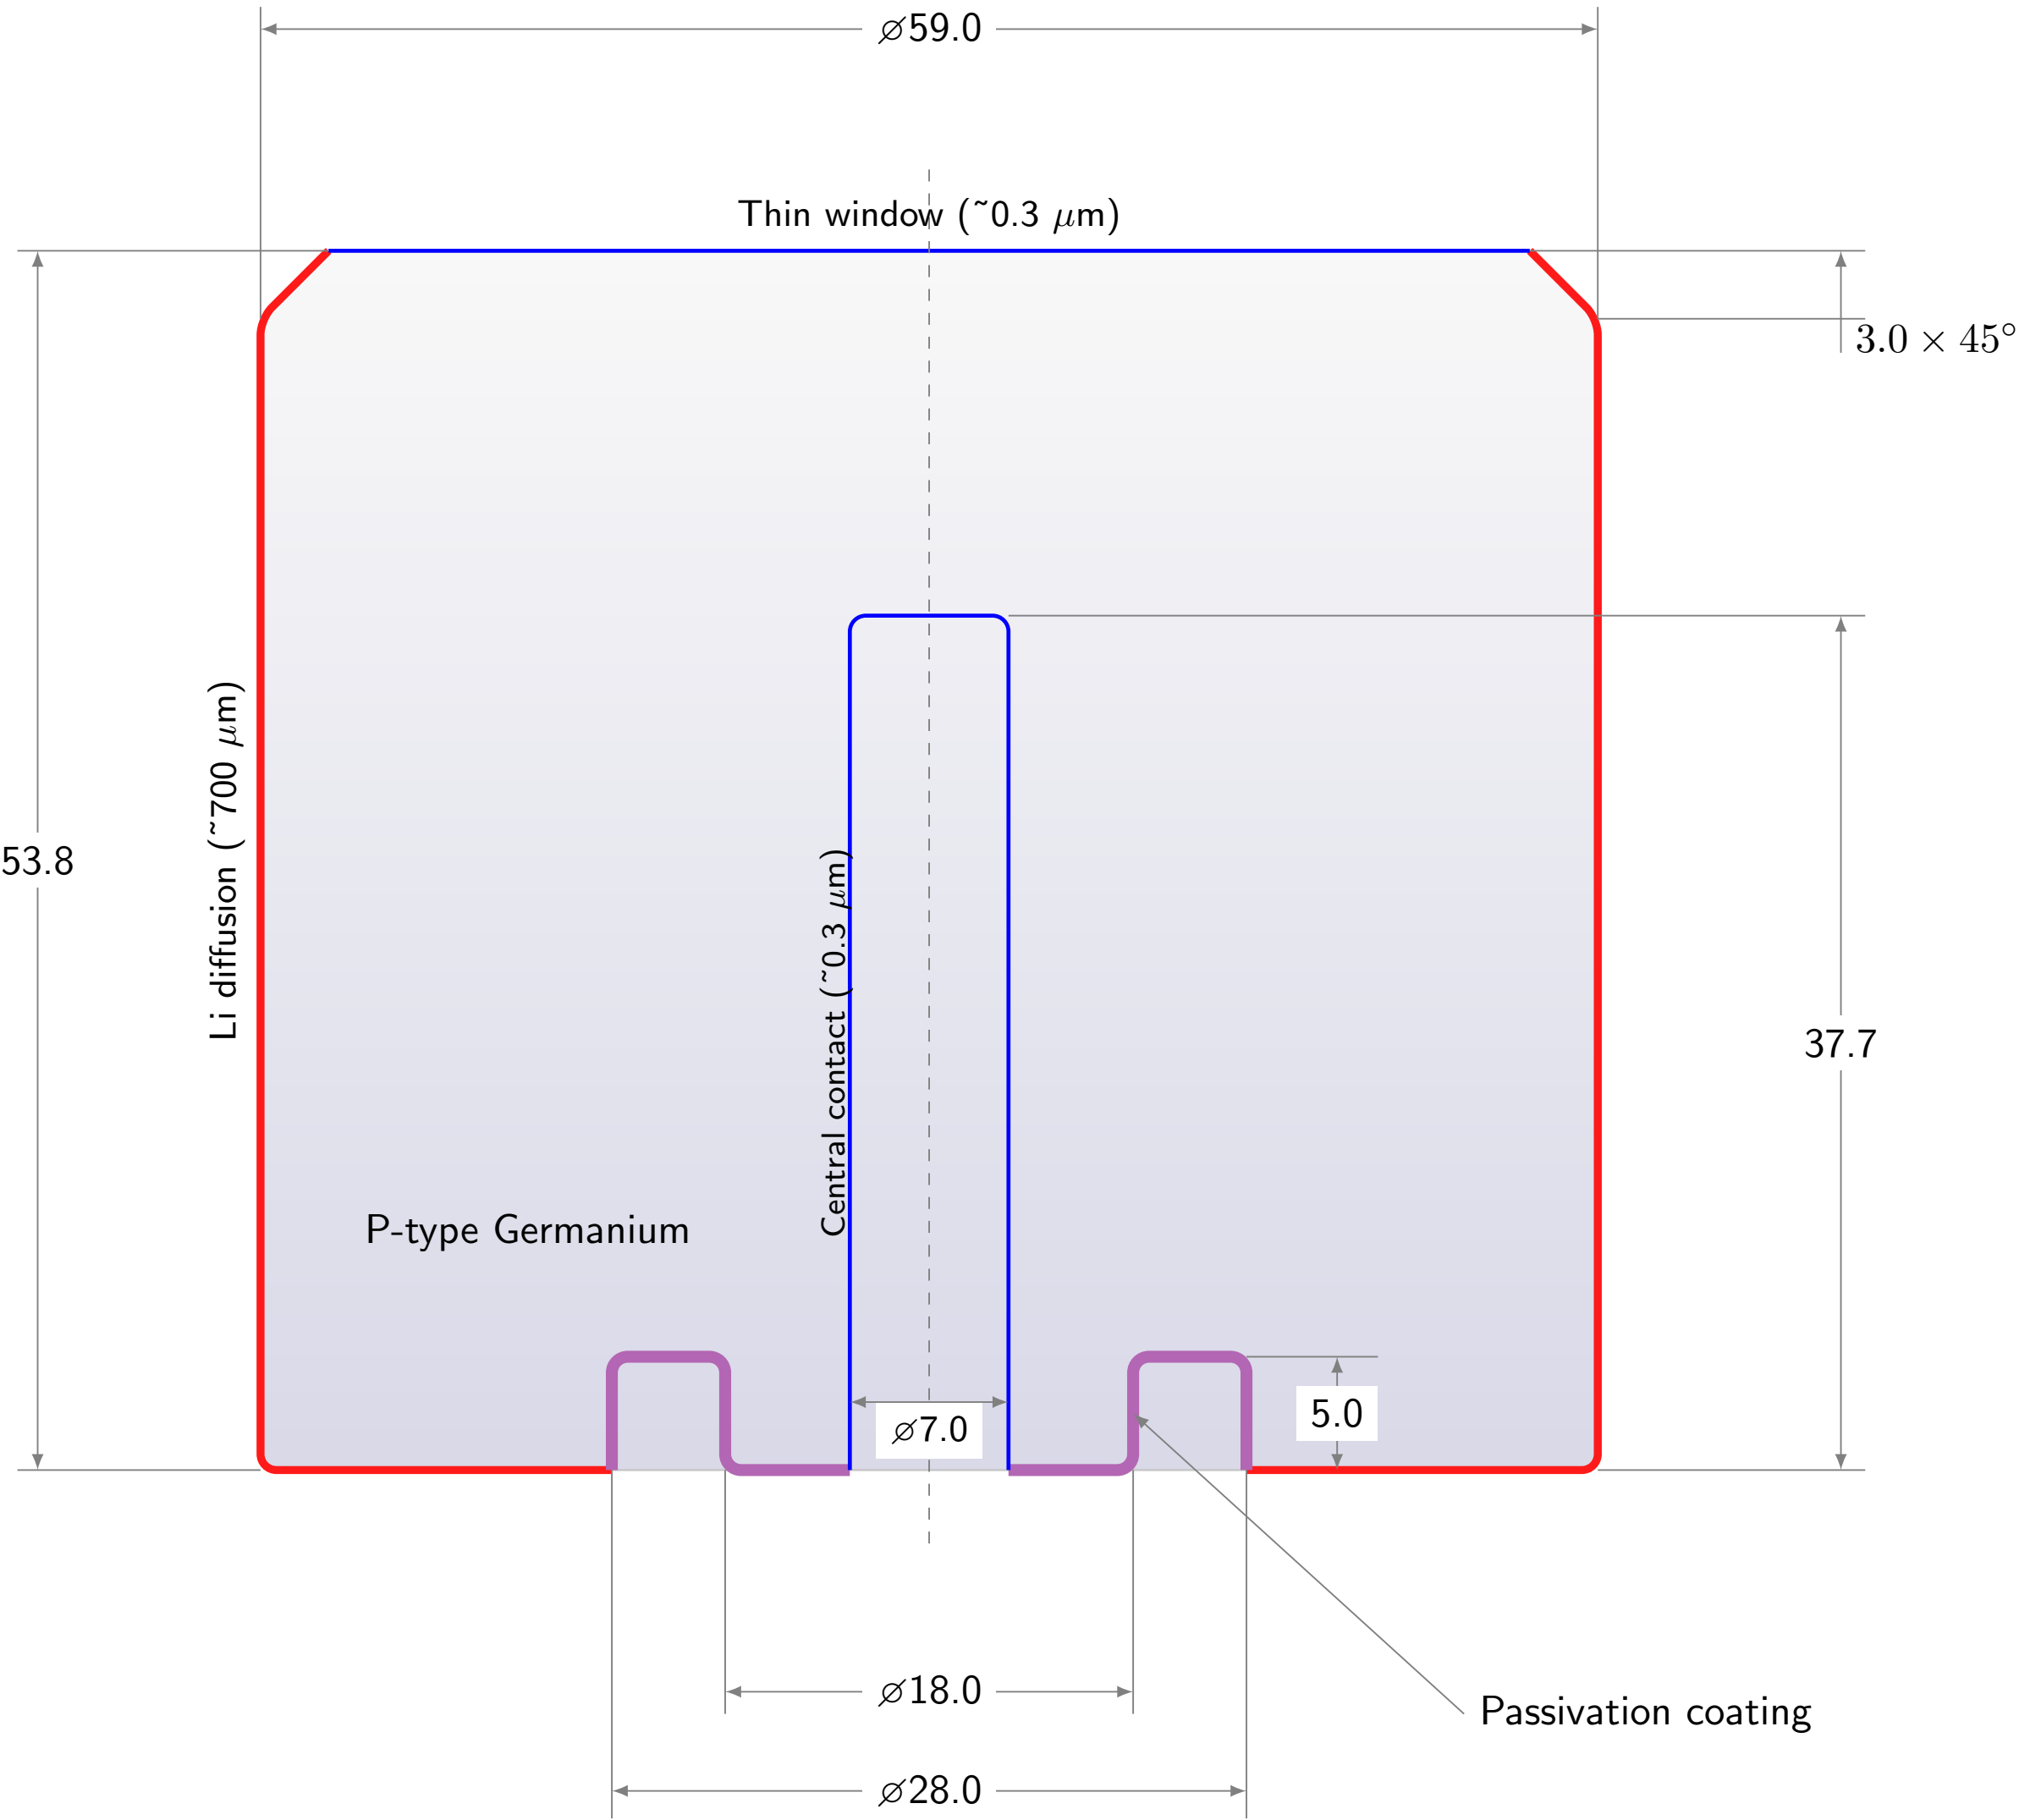 ⌀59.0
Thin window (~0.3 μm)
3.0 × 45°
53.8
Li diffusion (~700 μm)
Central contact (~0.3 μm)
37.7
P-type Germanium
5.0
⌀7.0
⌀18.0
Passivation coating
⌀28.0